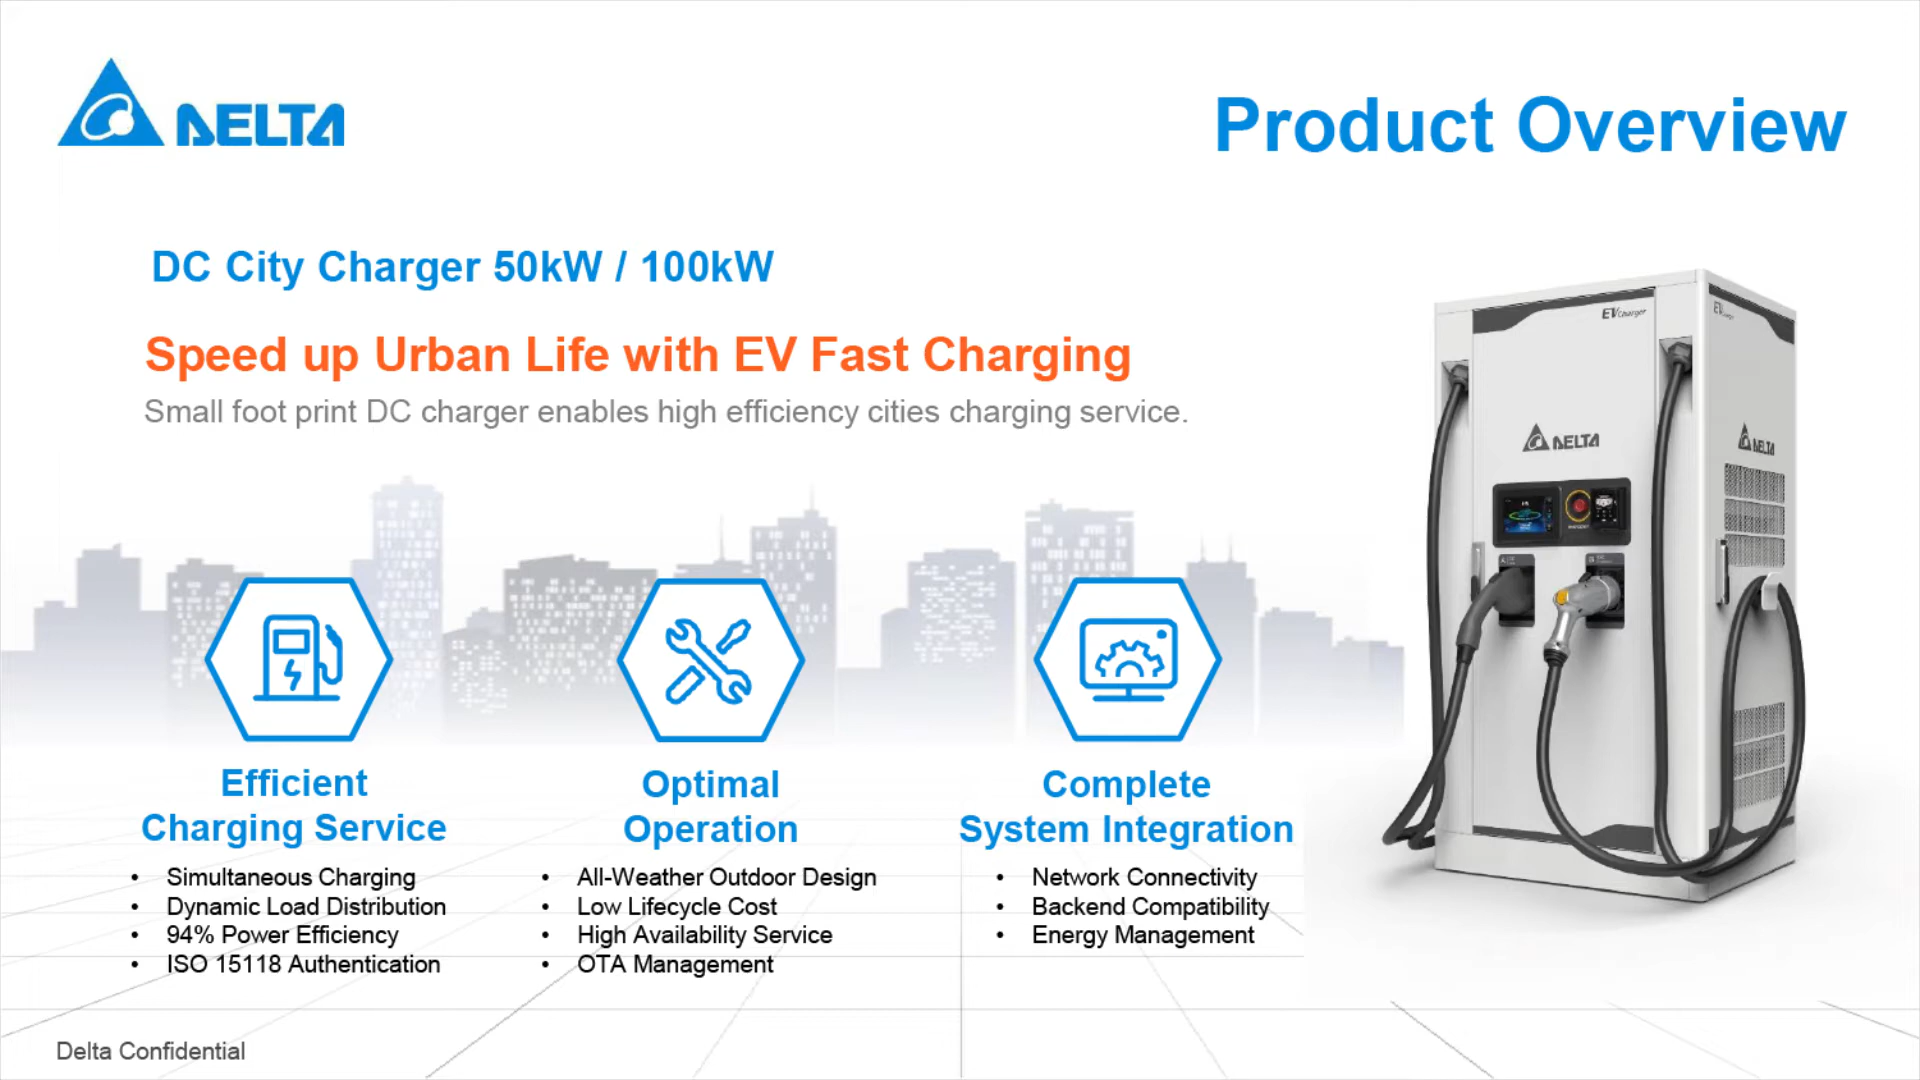 DELTA
Product Overview
DC City Charger 50kW / 100kW
Speed up Urban Life with EV Fast Charging
Small foot print DC charger enables high efficiency cities charging service.
EVCharger
DELTA
DELTA
Efficient
Charging Service
• Simultaneous Charging
• Dynamic Load Distribution
• 94% Power Efficiency
• ISO 15118 Authentication
Optimal
Operation
• All-Weather Outdoor Design
• Low Lifecycle Cost
• High Availability Service
• OTA Management
Complete
System Integration
• Network Connectivity
• Backend Compatibility
• Energy Management
Delta Confidential